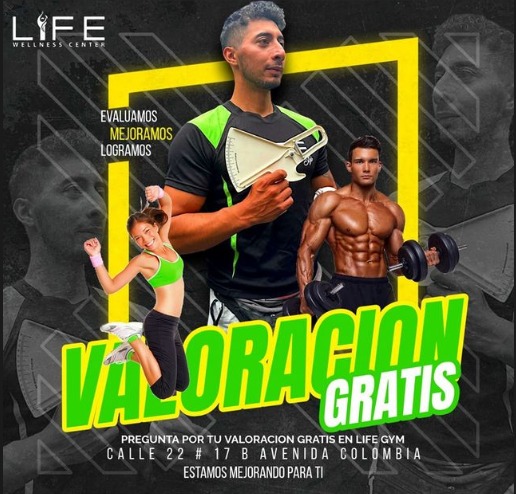 LIFE
WELLNESS CENTER
EVALUAMOS
MEJORAMOS
LOGRAMOS
VALORACION
GRATIS
PREGUNTA POR TU VALORACION GRATIS EN LIFE GYM
CALLE 22 # 17 B AVENIDA COLOMBIA
ESTAMOS MEJORANDO PARA TI